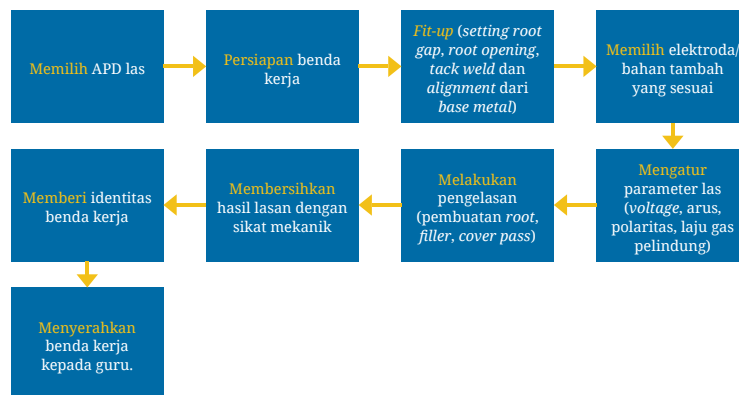 Memilih APD las
Persiapan benda
kerja
Fit-up (setting root
gap, root opening,
tack weld dan
alignment dari
base metal)
Memilih elektroda/
bahan tambah
yang sesuai
Mengatur
parameter las
(voltage, arus,
polaritas, laju gas
pelindung)
Melakukan
pengelasan
(pembuatan root,
filler, cover pass)
Membersihkan
hasil lasan dengan
sikat mekanik
Memberi identitas
benda kerja
Menyerahkan
benda kerja
kepada guru.